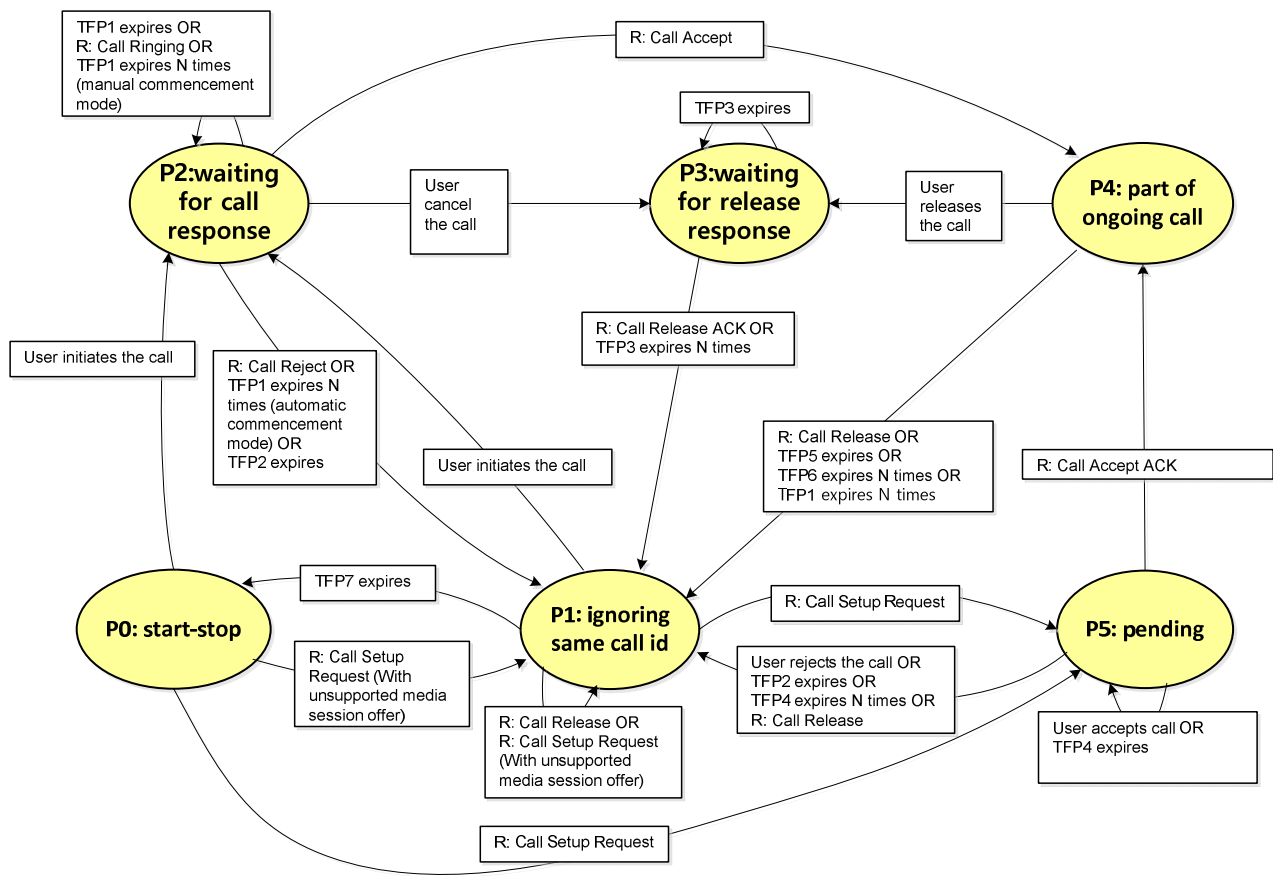 TFP1 expires OR
R: Call Ringing OR
TFP1 expires N times
(manual commencement
mode)
R: Call Accept
TFP3 expires
P2:waiting
for call
response
User
cancel
the call
P3:waiting
for release
response
User
releases
the call
P4: part of
ongoing call
User initiates the call
R: Call Reject OR
TFP1 expires N
times (automatic
commencement
mode) OR
TFP2 expires
R: Call Release ACK OR
TFP3 expires N times
User initiates the call
R: Call Release OR
TFP5 expires OR
TFP6 expires N times OR
TFP1 expires N times
R: Call Accept ACK
TFP7 expires
P0: start-stop
P1: ignoring
same call id
R: Call Setup Request
P5: pending
R: Call Setup
Request (With
unsupported media
session offer)
R: Call Release OR
R: Call Setup Request
(With unsupported
media session offer)
User rejects the call OR
TFP2 expires OR
TFP4 expires N times OR
R: Call Release
User accepts call OR
TFP4 expires
R: Call Setup Request